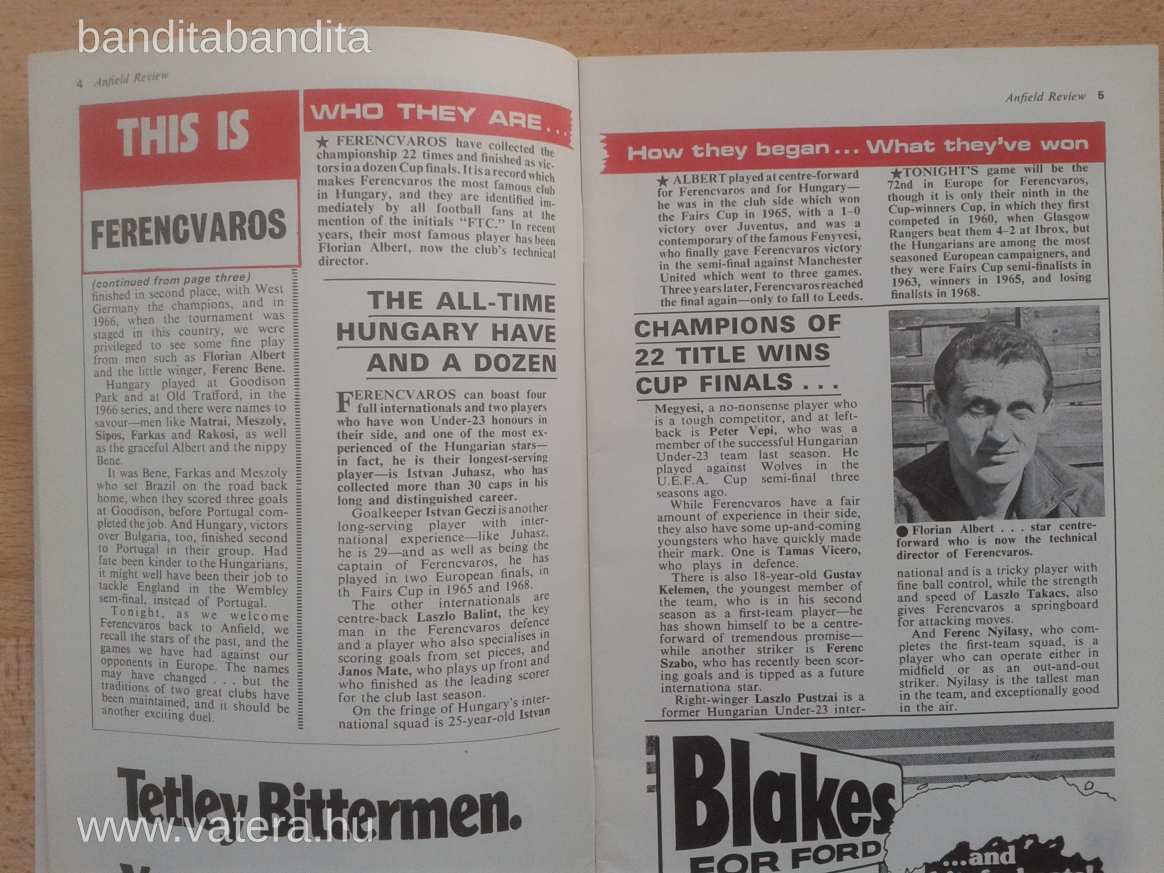 banditabandita
4 Anfield Review
THIS IS
FERENCVAROS
(continued from page three)
finished in second place, with West
Germany the champions, and in
1966, when the tournament was
staged in this country, we were
privileged to see some fine play
from men such as Florian Albert
and the little winger, Ferenc Bene.
Hungary played at Goodison
Park and at Old Trafford, in the
1966 series, and there were names to
savour—men like Matrai, Meszoly,
Sipos, Farkas and Rakosi, as well
as the graceful Albert and the nippy
Bene.
It was Bene, Farkas and Meszoly
who set Brazil on the road back
home, when they scored three goals
at Goodison, before Portugal com-
pleted the job. And Hungary, victors
over Bulgaria, too, finished second
to Portugal in their group. Had
fate been kinder to the Hungarians,
it might well have been their job to
tackle England in the Wembley
semi-final, instead of Portugal.
Tonight, as we welcome
Ferencvaros back to Anfield, we
recall the stars of the past, and the
games we have had against our
opponents in Europe. The names
may have changed . . . but the
traditions of two great clubs have
been maintained, and it should be
another exciting duel.
WHO THEY ARE...
★ FERENCVAROS have collected the
championship 22 times and finished as vic-
tors in a dozen Cup finals. It is a record which
makes Ferencvaros the most famous club
in Hungary, and they are identified im-
mediately by all football fans at the
mention of the initials "FTC." In recent
years, their most famous player has been
Florian Albert, now the club's technical
director.
THE ALL-TIME
HUNGARY HAVE
AND A DOZEN
FERENCVAROS can boast four
full internationals and two players
who have won Under-23 honours in
their side, and one of the most ex-
perienced of the Hungarian stars—
in fact, he is their longest-serving
player—is Istvan Juhasz, who has
collected more than 30 caps in his
long and distinguished career.
Goalkeeper Istvan Geczi is another
long-serving player with inter-
national experience—like Juhasz,
he is 29—and as well as being the
captain of Ferencvaros, he has
played in two European finals, in
th Fairs Cup in 1965 and 1968.
The other internationals are
centre-back Laszlo Balint, the key
man in the Ferencvaros defence
and a player who also specialises in
scoring goals from set pieces, and
Janos Mate, who plays up front and
who finished as the leading scorer
for the club last season.
On the fringe of Hungary's inter-
national squad is 25-year-old Istvan
Tetley Bittermen.
www.vatera.hu
Anfield Review 5
How they began... What they've won
★ ALBERT played at centre-forward
for Ferencvaros and for Hungary—
he was in the club side which won
the Fairs Cup in 1965, with a 1–0
victory over Juventus, and was a
contemporary of the famous Fenyvesi,
who finally gave Ferencvaros victory
in the semi-final against Manchester
United which went to three games.
Three years later, Ferencvaros reached
the final again—only to fall to Leeds.
★TONIGHT'S game will be the
72nd in Europe for Ferencvaros,
though it is only their ninth in the
Cup-winners Cup, in which they first
competed in 1960, when Glasgow
Rangers beat them 4–2 at Ibrox, but
the Hungarians are among the most
seasoned European campaigners, and
they were Fairs Cup semi-finalists in
1963, winners in 1965, and losing
finalists in 1968.
CHAMPIONS OF
22 TITLE WINS
CUP FINALS . . .
Megyesi, a no-nonsense player who
is a tough competitor, and at left-
back is Peter Vepi, who was a
member of the successful Hungarian
Under-23 team last season. He
played against Wolves in the
U.E.F.A. Cup semi-final three
seasons ago.
While Ferencvaros have a fair
amount of experience in their side,
they also have some up-and-coming
youngsters who have quickly made
their mark. One is Tamas Vicero,
who plays in defence.
There is also 18-year-old Gustav
Kelemen, the youngest member of
the team, who is in his second
season as a first-team player—he
has shown himself to be a centre-
forward of tremendous promise—
while another striker is Ferenc
Szabo, who has recently been scor-
ing goals and is tipped as a future
internationa star.
Right-winger Laszlo Pusztai is a
former Hungarian Under-23 inter-
● Florian Albert . . . star centre-
forward who is now the technical
director of Ferencvaros.
national and is a tricky player with
fine ball control, while the strength
and speed of Laszlo Takacs, also
gives Ferencvaros a springboard
for attacking moves.
And Ferenc Nyilasy, who com-
pletes the first-team squad, is a
player who can operate either in
midfield or as an out-and-out
striker. Nyilasy is the tallest man
in the team, and exceptionally good
in the air.
Blakes
FOR FORD
...and